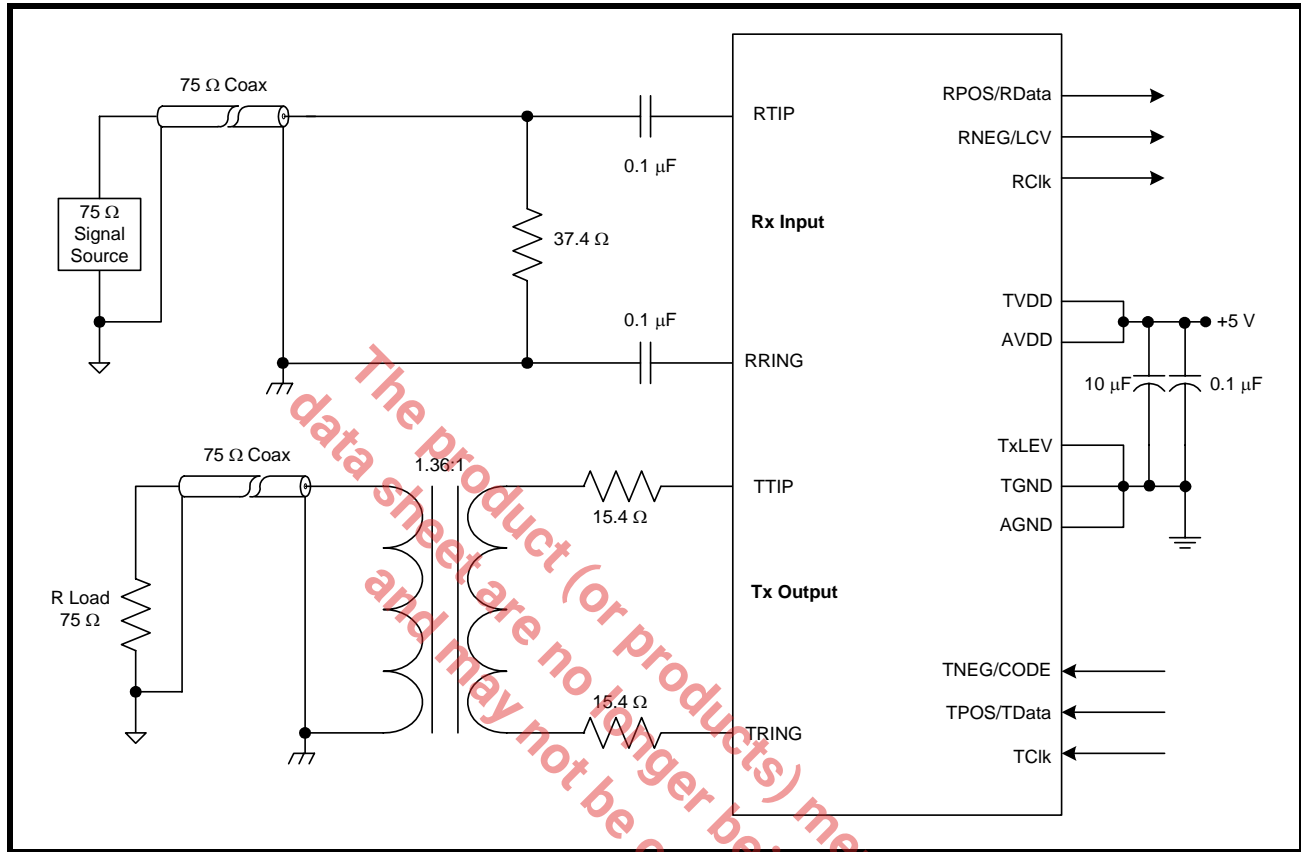 75 Ω Coax
75 Ω
Signal
Source
0.1 μF
37.4 Ω
0.1 μF
RTIP
Rx Input
RRING
RPOS/RData
RNEG/LCV
RClk
TVDD
AVDD
+5 V
10 μF
0.1 μF
TxLEV
TGND
AGND
75 Ω Coax
1.36:1
15.4 Ω
TTIP
R Load
75 Ω
Tx Output
15.4 Ω
TRING
TNEG/CODE
TPOS/TData
TClk
The product (or products) me
data sheet are no longer be
and may not be